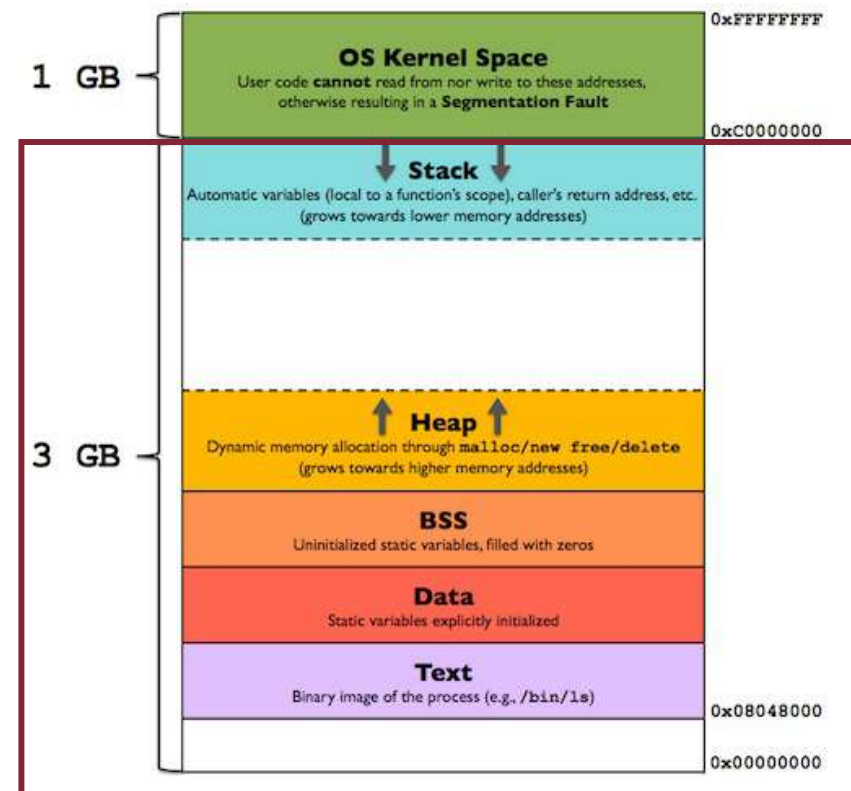 0xFFFFFFFF
OS Kernel Space
1 GB
User code cannot read from nor write to these addresses,
otherwise resulting in a Segmentation Fault
0xC0000000
Stack
Automatic variables (local to a function's scope), caller's return address, etc.
(grows towards lower memory addresses)
Heap
3 GB
Dynamic memory allocation through malloc/new free/delete
(grows towards higher memory addresses)
BSS
Uninitialized static variables, filled with zeros
Data
Static variables explicitly initialized
Text
Binary image of the process (e.g., /bin/ls)
0x08048000
0x00000000